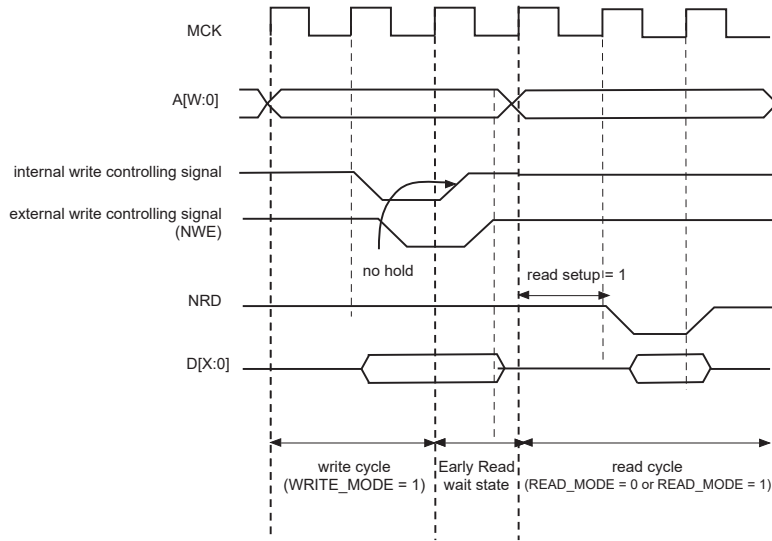 MCK
A[W:0]
internal write controlling signal
external write controlling signal
(NWE)
no hold
read setup = 1
NRD
D[X:0]
write cycle
(WRITE_MODE = 1)
Early Read
wait state
read cycle
(READ_MODE = 0 or READ_MODE = 1)